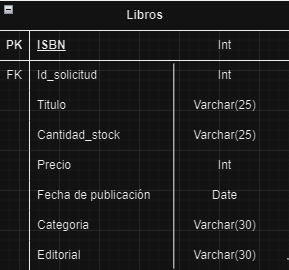 Libros
PK ISBN Int
FK Id_solicitud Int
Titulo Varchar(25)
Cantidad_stock Varchar(25)
Precio Int
Fecha de publicación Date
Categoria Varchar(30)
Editorial Varchar(30)